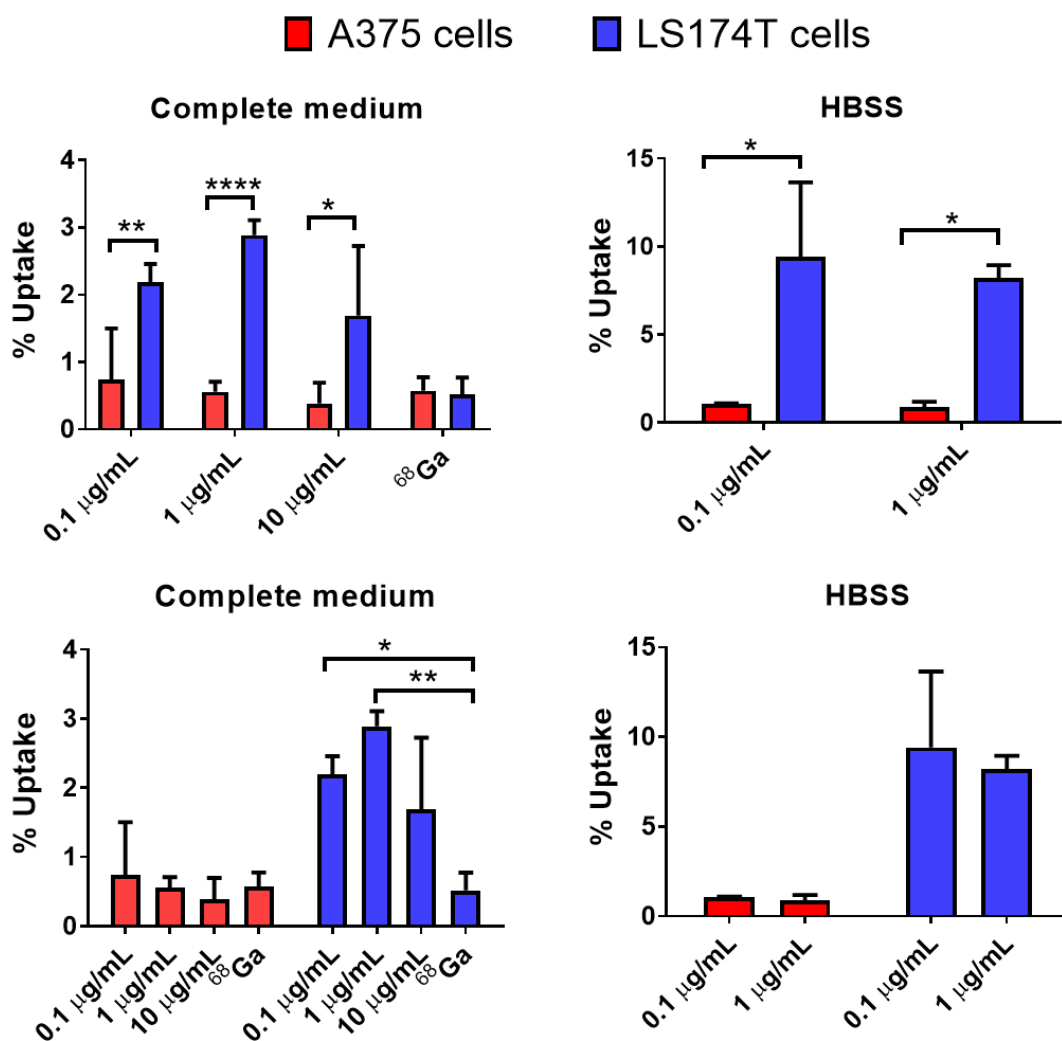 A375 cells LS174T cells
Complete medium
% Uptake
4
3
2
1
0
** **** *
0.1 μg/mL 1 μg/mL 10 μg/mL ⁶⁸Ga
HBSS
% Uptake
15
10
5
0
* *
0.1 μg/mL 1 μg/mL
Complete medium
% Uptake
4
3
2
1
0
*
**
0.1 μg/mL 1 μg/mL 10 μg/mL ⁶⁸Ga 0.1 μg/mL 1 μg/mL 10 μg/mL ⁶⁸Ga
HBSS
% Uptake
15
10
5
0
0.1 μg/mL 1 μg/mL 0.1 μg/mL 1 μg/mL